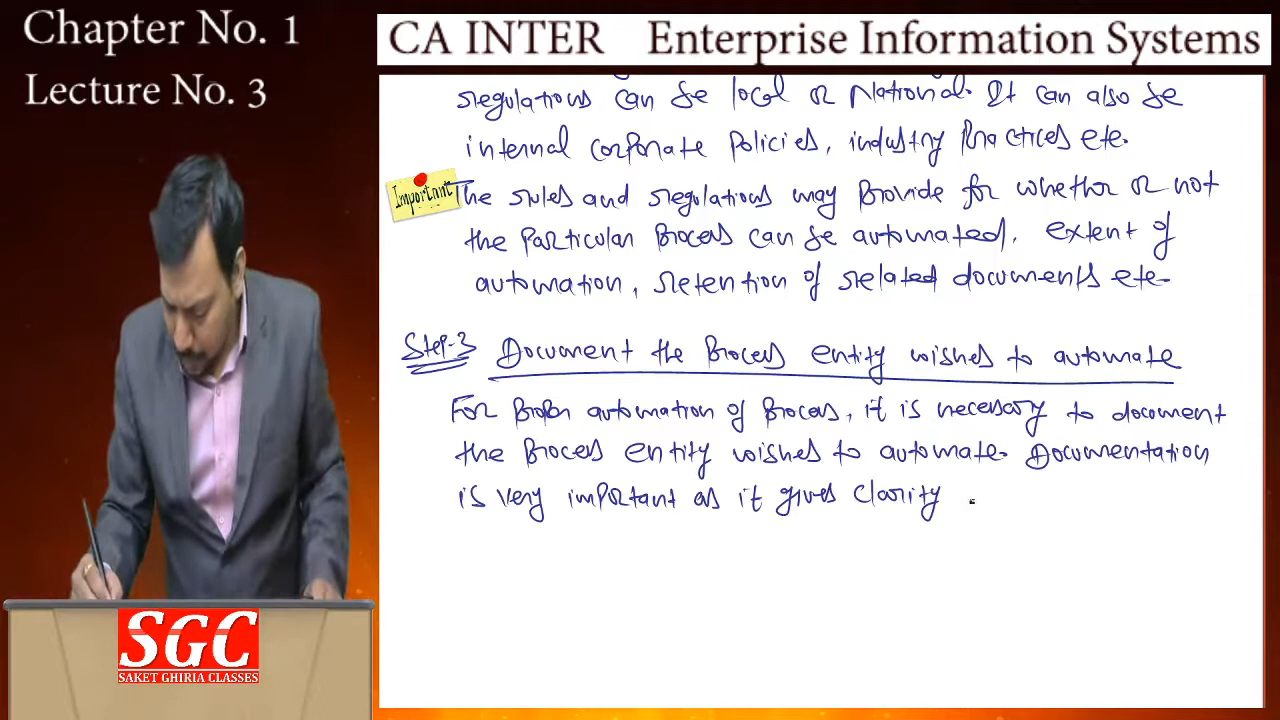 Chapter No. 1
Lecture No. 3
CA INTER Enterprise Information Systems
regulations can be local or National. It can also be
internal corporate policies, industry Practices etc.
Important
The rules and regulations may Provide for whether or not
the Particular Process can be automated, extent of
automation, retention of related documents etc.
Step-3 Document the Process entity wishes to automate
For Proper automation of Process, it is necessary to document
the Process entity wishes to automate. Documentation
is very important as it gives clarity
SGC
SAKET GHIRIA CLASSES